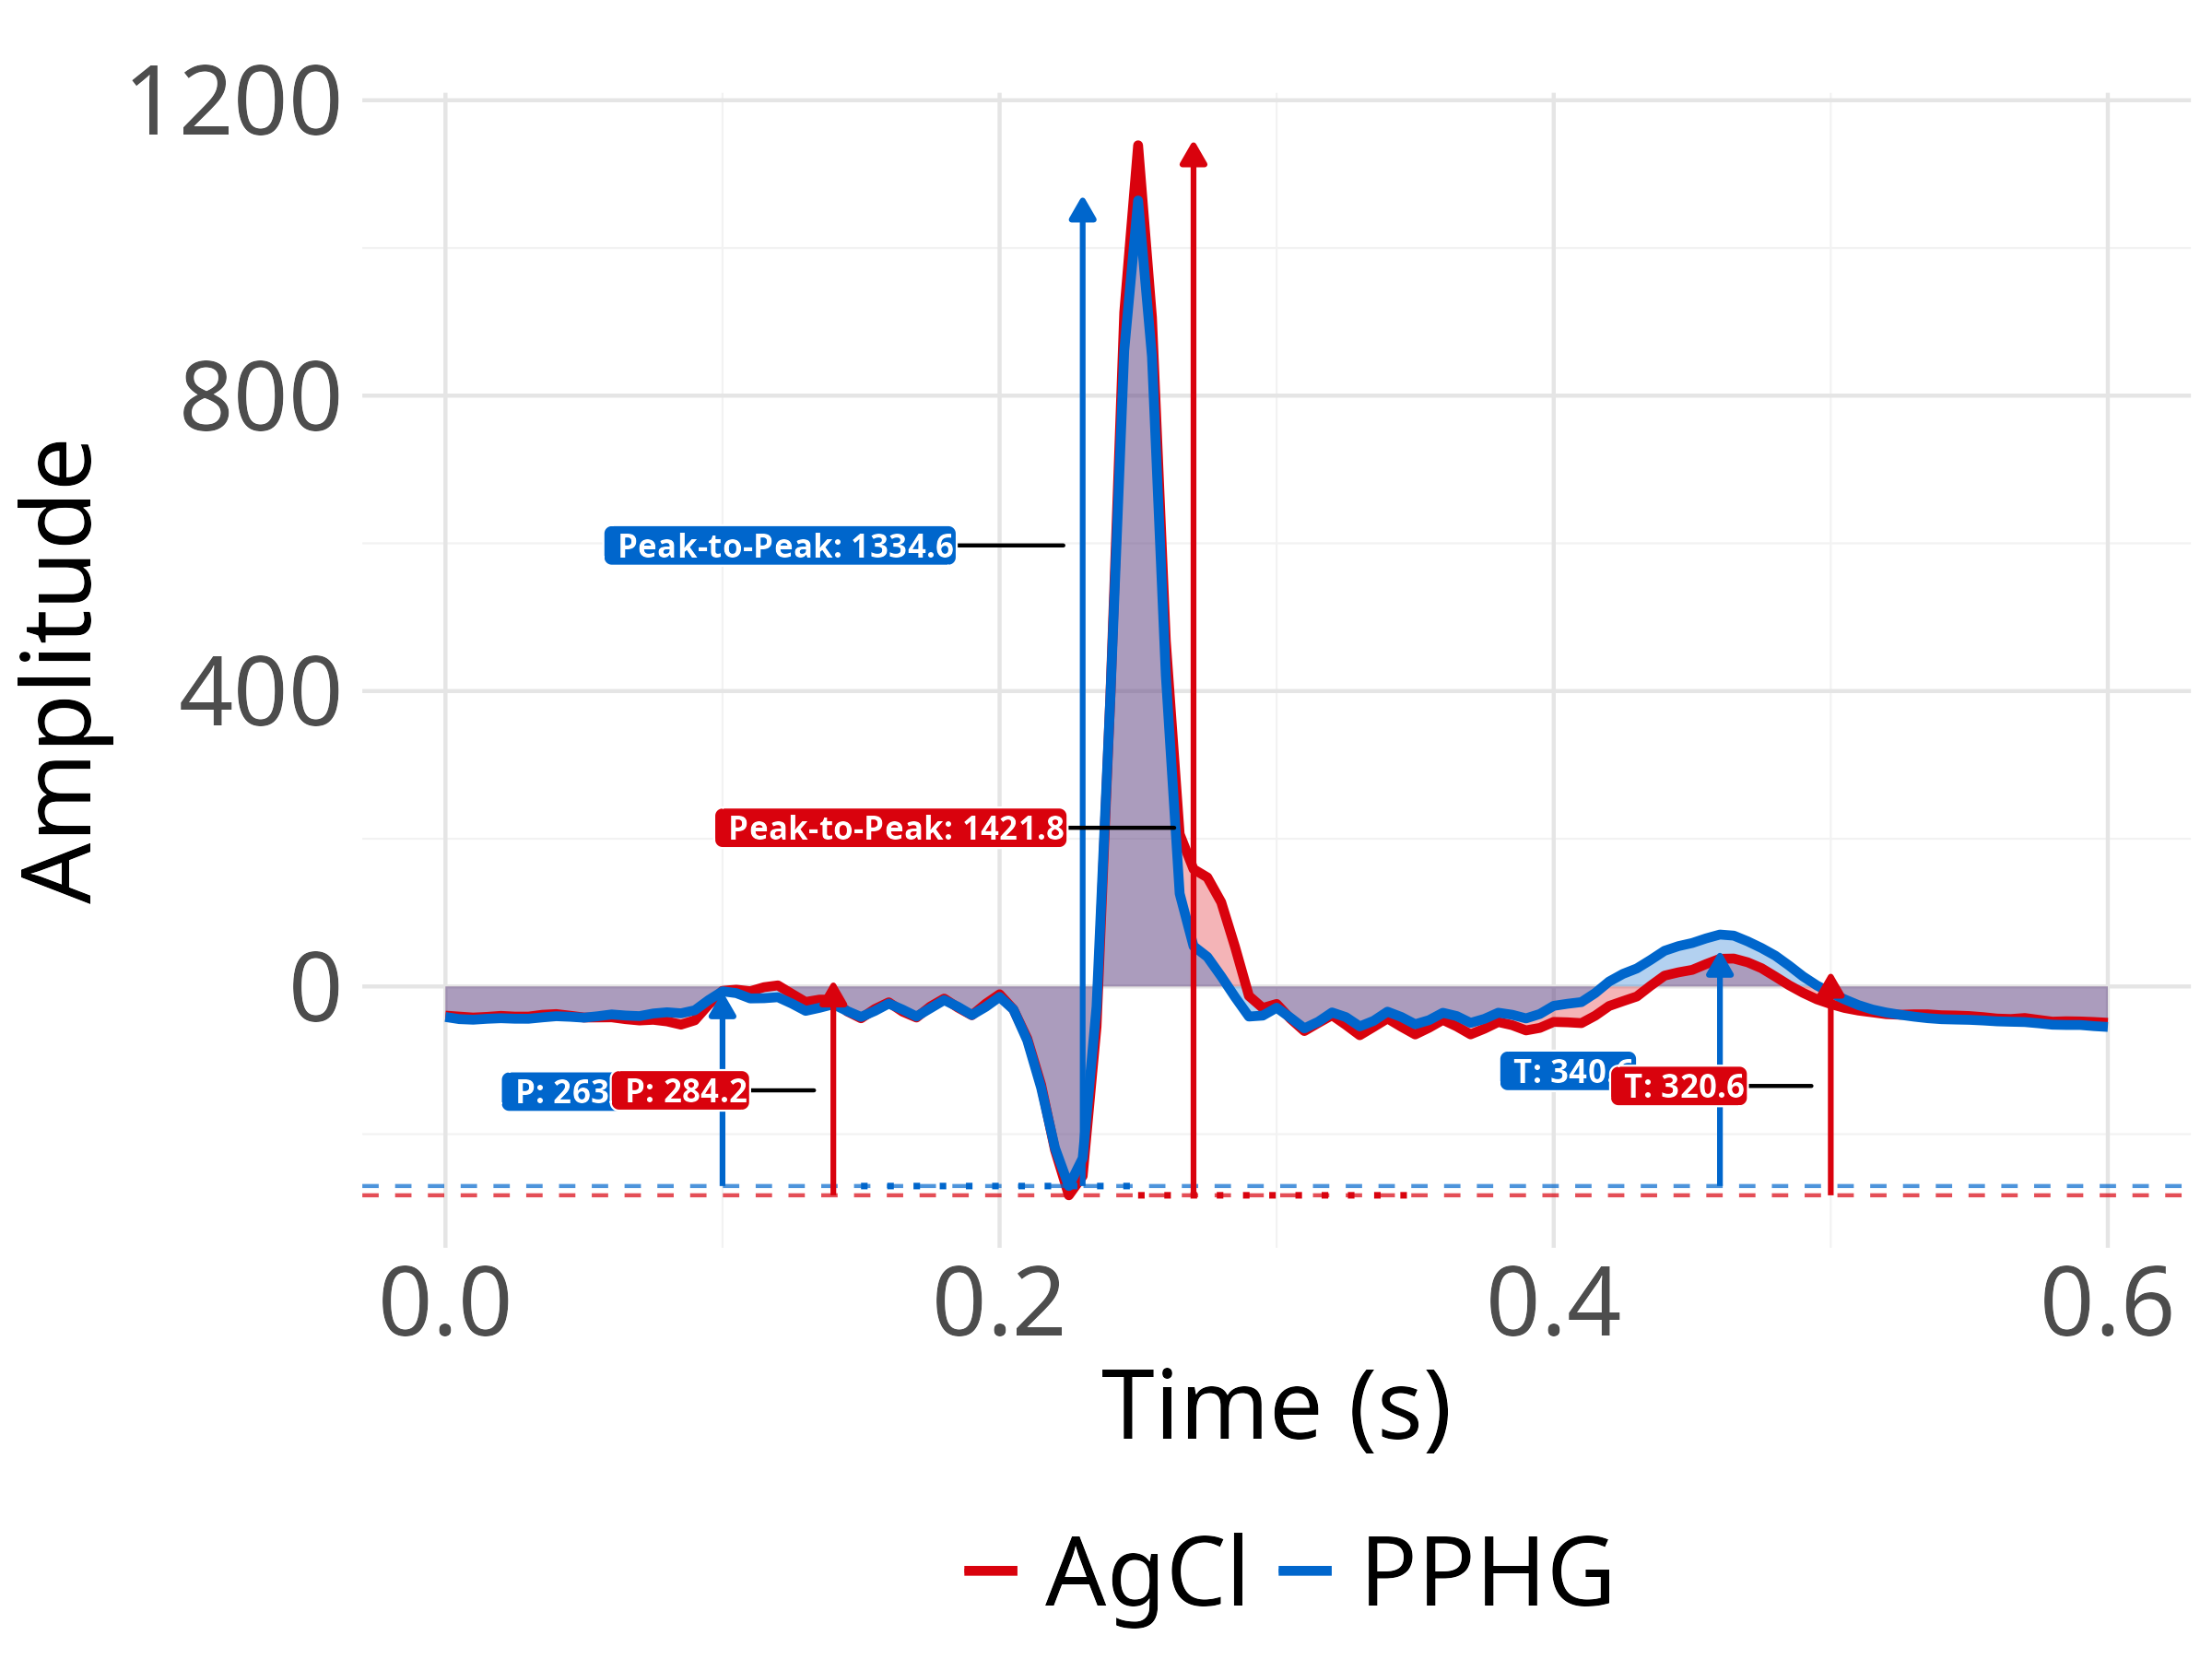 1200
800
400
0
Amplitude
Peak-to-Peak: 1334.6
Peak-to-Peak: 1421.8
P: 263
P: 284.2
T: 340.
T: 320.6
0.0
0.2
0.4
0.6
Time (s)
AgCl
PPHG